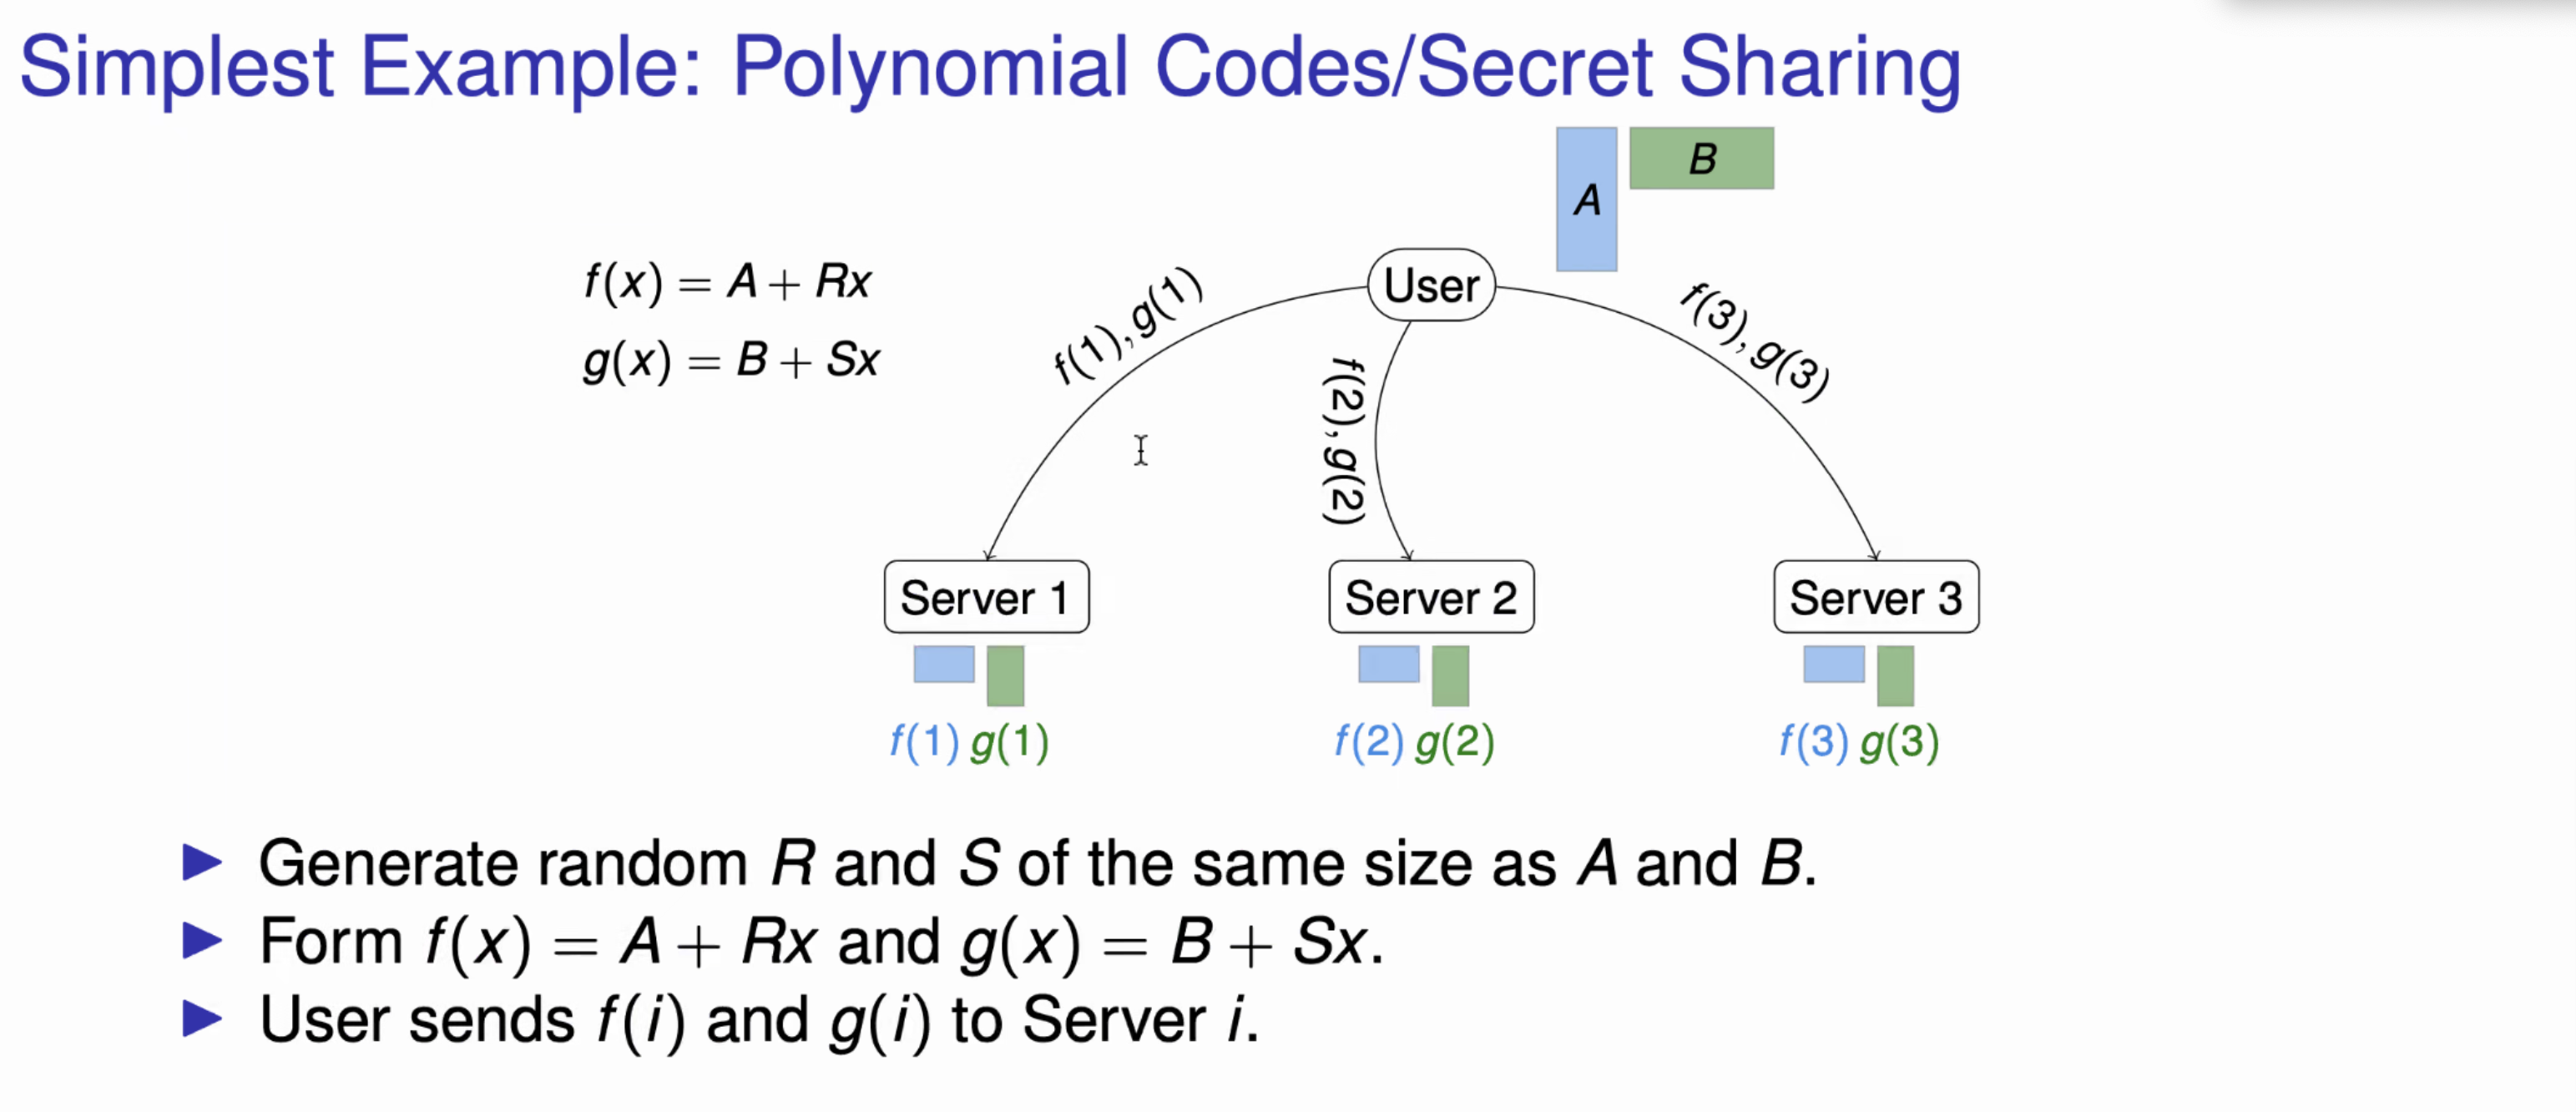 Simplest Example: Polynomial Codes/Secret Sharing
A
B
f(x) = A + Rx
g(x) = B + Sx
User
f(1), g(1)
f(2), g(2)
f(3), g(3)
Server 1
Server 2
Server 3
f(1) g(1)
f(2) g(2)
f(3) g(3)
▶ Generate random R and S of the same size as A and B.
▶ Form f(x) = A + Rx and g(x) = B + Sx.
▶ User sends f(i) and g(i) to Server i.